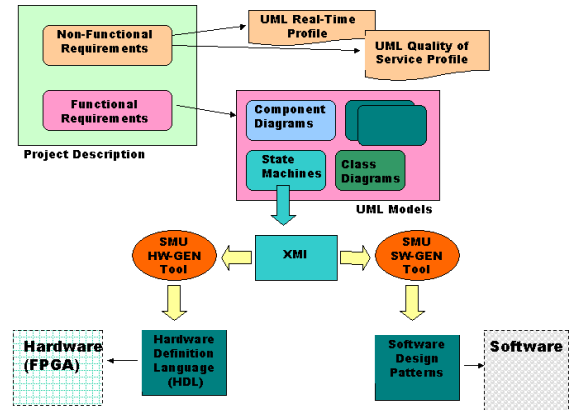 Non-Functional
Requirements
UML Real-Time
Profile
UML Quality of
Service Profile
Functional
Requirements
Project Description
Component
Diagrams
State
Machines
Class
Diagrams
UML Models
SMU
HW-GEN
Tool
XMI
SMU
SW-GEN
Tool
Hardware
(FPGA)
Hardware
Definition
Language
(HDL)
Software
Design
Patterns
Software